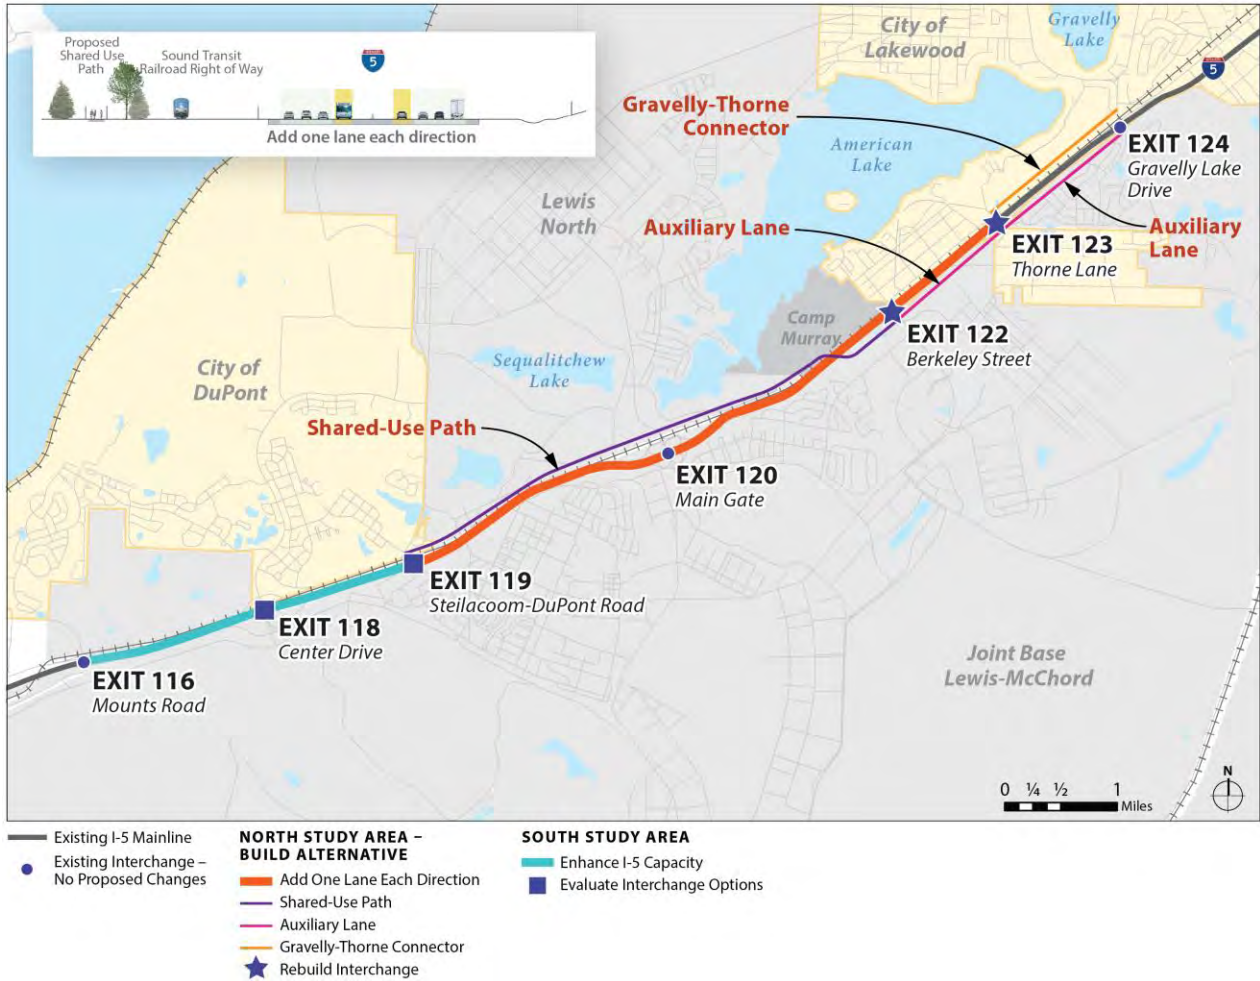 Proposed
Shared Use
Path
Sound Transit
Railroad Right of Way
5
Add one lane each direction
City of
Lakewood
Gravelly
Lake
5
Gravelly-Thorne
Connector
American
Lake
EXIT 124
Gravelly Lake
Drive
Lewis
North
Auxiliary Lane
Auxiliary
Lane
EXIT 123
Thorne Lane
Camp
Murray
EXIT 122
Berkeley Street
City of
DuPont
Sequalitchew
Lake
Shared-Use Path
EXIT 120
Main Gate
EXIT 119
Steilacoom-DuPont Road
EXIT 118
Center Drive
Joint Base
Lewis-McChord
EXIT 116
Mounts Road
N
0 ¼ ½ 1
Miles
Existing I-5 Mainline
Existing Interchange –
No Proposed Changes
NORTH STUDY AREA –
BUILD ALTERNATIVE
Add One Lane Each Direction
Shared-Use Path
Auxiliary Lane
Gravelly-Thorne Connector
Rebuild Interchange
SOUTH STUDY AREA
Enhance I-5 Capacity
Evaluate Interchange Options